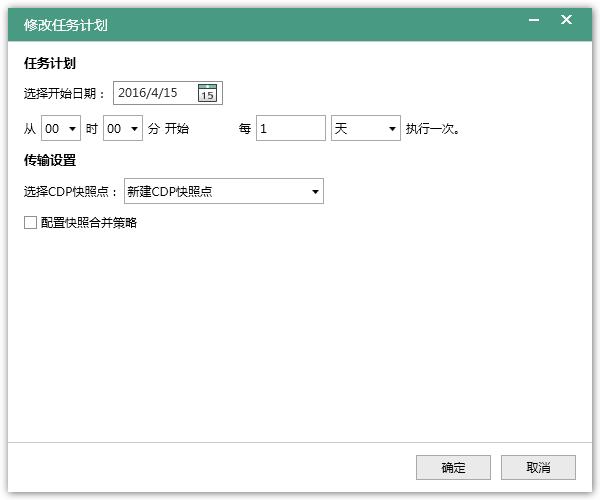 修改任务计划
任务计划
选择开始日期： 2016/4/15 15
从 00 时 00 分 开始 每 1 天 执行一次。
传输设置
选择CDP快照点： 新建CDP快照点
配置快照合并策略
确定 取消